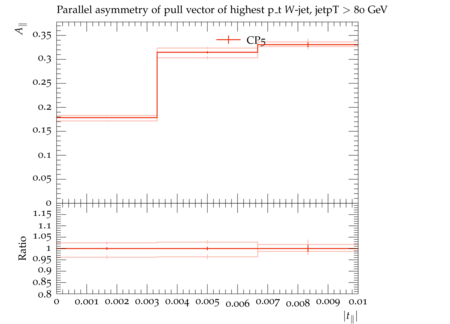 Parallel asymmetry of pull vector of highest p_t W-jet, jetpT > 80 GeV
A∥
CP5
0.35
0.3
0.25
0.2
0.15
0.1
0.05
0
Ratio
1.15
1.1
1.05
1
0.95
0.9
0.85
0.8
0 0.001 0.002 0.003 0.004 0.005 0.006 0.007 0.008 0.009 0.01
|t∥|